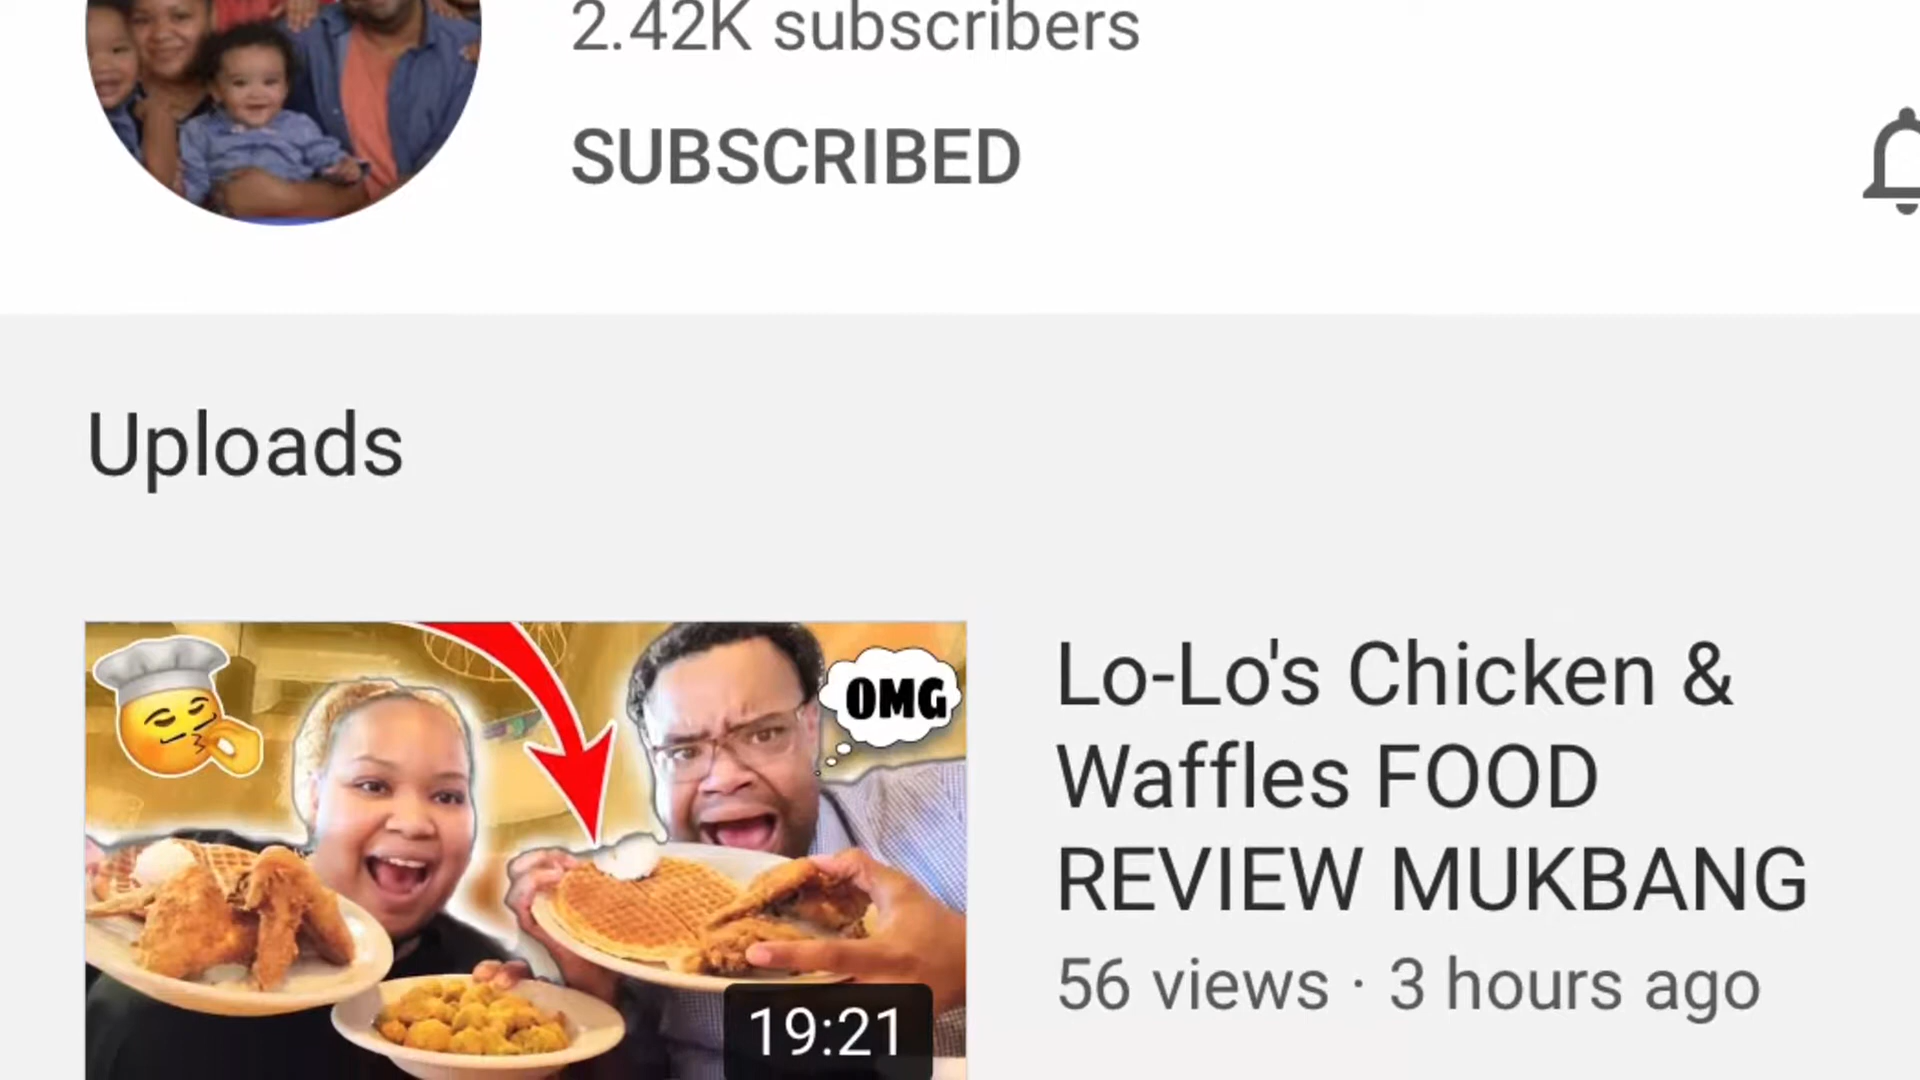 2.42K subscribers
SUBSCRIBED
Uploads
OMG
Lo-Lo's Chicken &
Waffles FOOD
REVIEW MUKBANG
56 views · 3 hours ago
19:21